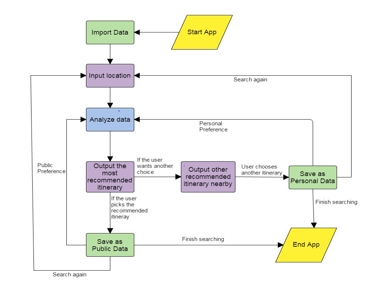 Import Data
Start App
Input location
Search again
Analyze data
Personal
Preference
Public
Preference
If the user
wants another
choice
User chooses
another itinerary
Output the
most
recommended
itinerary
Output other
recommended
itinerary nearby
Save as
Personal Data
If the user
picks the
recommended
itineray
Finish searching
Save as
Public Data
Finish searching
End App
Search again